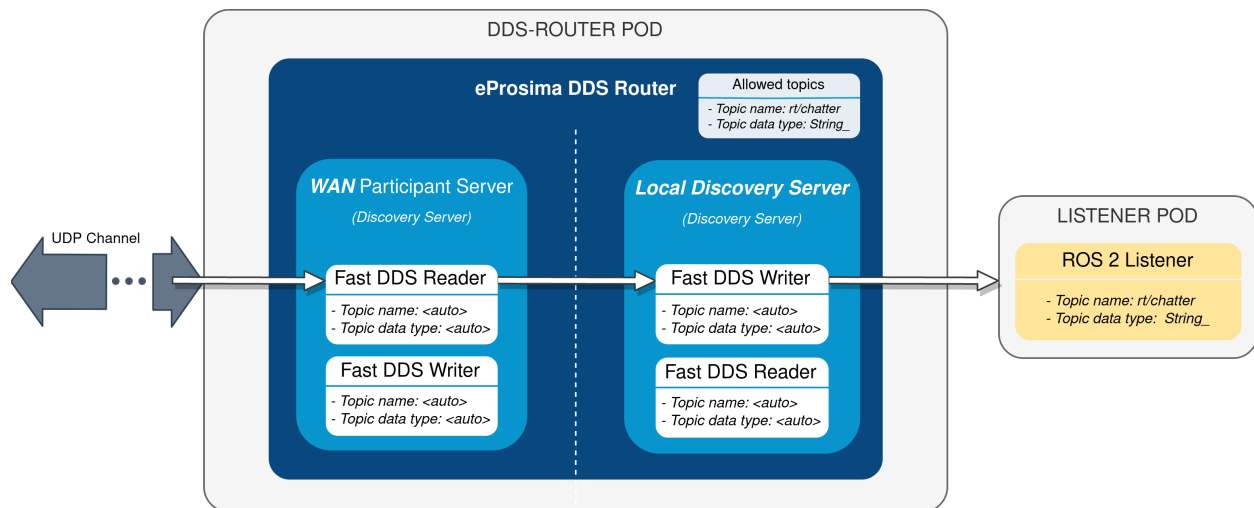 DDS-ROUTER POD
eProsima DDS Router
Allowed topics
- Topic name: rt/chatter
- Topic data type: String_
WAN Participant Server
(Discovery Server)
Local Discovery Server
(Discovery Server)
UDP Channel
Fast DDS Reader
- Topic name: <auto>
- Topic data type: <auto>
Fast DDS Writer
- Topic name: <auto>
- Topic data type: <auto>
Fast DDS Writer
- Topic name: <auto>
- Topic data type: <auto>
Fast DDS Reader
- Topic name: <auto>
- Topic data type: <auto>
LISTENER POD
ROS 2 Listener
- Topic name: rt/chatter
- Topic data type: String_